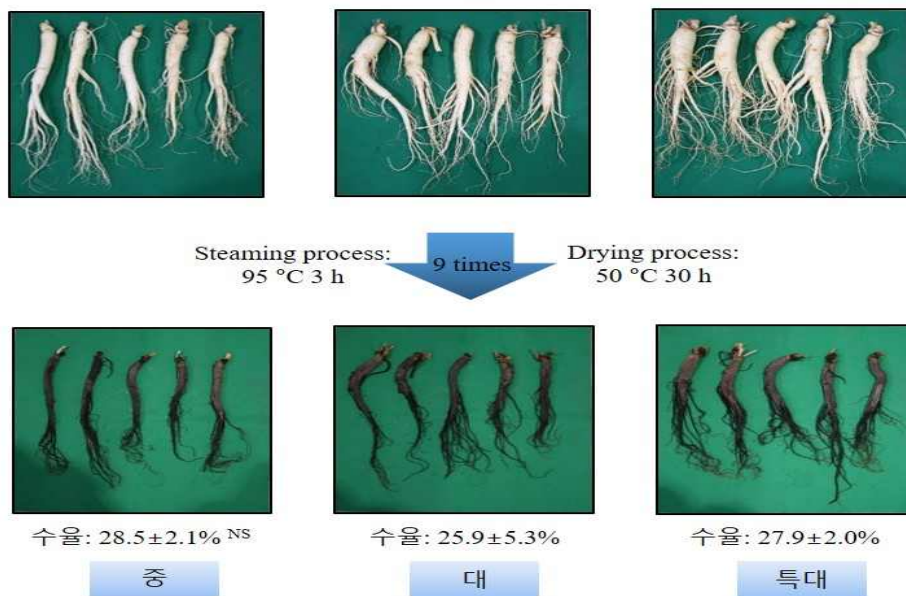 Steaming process:
95 °C 3 h
9 times
Drying process:
50 °C 30 h
수율: 28.5±2.1% NS
수율: 25.9±5.3%
수율: 27.9±2.0%
중
대
특대